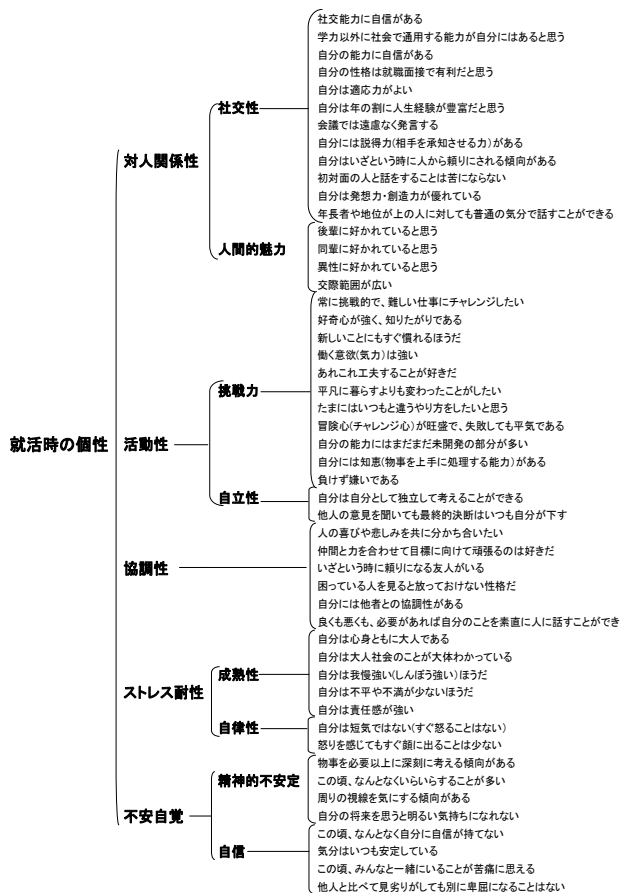 就活時の個性
対人関係性
社交性
社交能力に自信がある
学力以外に社会で通用する能力が自分にはあると思う
自分の能力に自信がある
自分の性格は就職面接で有利だと思う
自分は適応力がよい
自分は年の割に人生経験が豊富だと思う
会議では遠慮なく発言する
自分には説得力(相手を承知させる力)がある
自分はいざという時に人から頼りにされる傾向がある
初対面の人と話をすることは苦にならない
自分は発想力・創造力が優れている
年長者や地位が上の人に対しても普通の気分で話すことができる
人間的魅力
後輩に好かれていると思う
同輩に好かれていると思う
異性に好かれていると思う
交際範囲が広い
活動性
挑戦力
常に挑戦的で、難しい仕事にチャレンジしたい
好奇心が強く、知りたがりである
新しいことにもすぐ慣れるほうだ
働く意欲(気力)は強い
あれこれ工夫することが好きだ
平凡に暮らすよりも変わったことがしたい
たまにはいつもと違うやり方をしたいと思う
冒険心(チャレンジ心)が旺盛で、失敗しても平気である
自分の能力にはまだまだ未開発の部分が多い
自分には知恵(物事を上手に処理する能力)がある
負けず嫌いである
自立性
自分は自分として独立して考えることができる
他人の意見を聞いても最終的決断はいつも自分が下す
協調性
人の喜びや悲しみを共に分かち合いたい
仲間と力を合わせて目標に向けて頑張るのは好きだ
いざという時に頼りになる友人がいる
困っている人を見ると放っておけない性格だ
自分には他者との協調性がある
良くも悪くも、必要があれば自分のことを素直に人に話すことができ
ストレス耐性
成熟性
自分は心身ともに大人である
自分は大人社会のことが大体わかっている
自分は我慢強い(しんぼう強い)ほうだ
自分は不平や不満が少ないほうだ
自分は責任感が強い
自律性
自分は短気ではない(すぐ怒ることはない)
怒りを感じてもすぐ顔に出ることは少ない
不安自覚
精神的不安定
物事を必要以上に深刻に考える傾向がある
この頃、なんとなくいらいらすることが多い
周りの視線を気にする傾向がある
自分の将来を思うと明るい気持ちになれない
自信
この頃、なんとなく自分に自信が持てない
気分はいつも安定している
この頃、みんなと一緒にいることが苦痛に思える
他人と比べて見劣りがしても別に卑屈になることはない